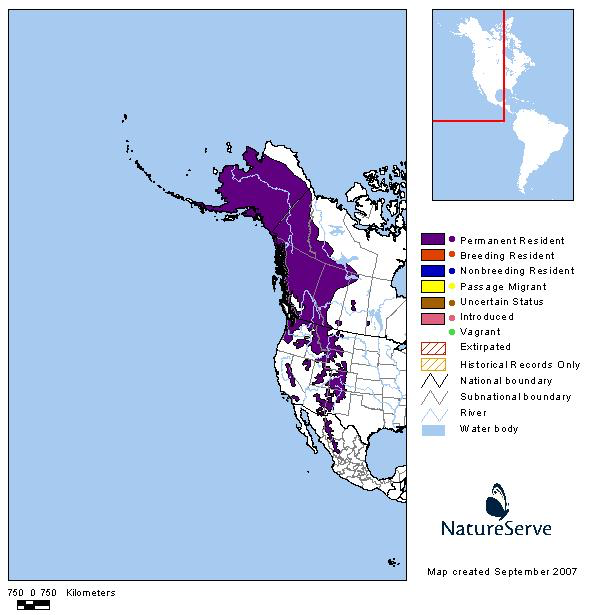 Permanent Resident
Breeding Resident
Nonbreeding Resident
Passage Migrant
Uncertain Status
Introduced
Vagrant
Extirpated
Historical Records Only
National boundary
Subnational boundary
River
Water body
NatureServe
Map created September 2007
750 0 750 Kilometers